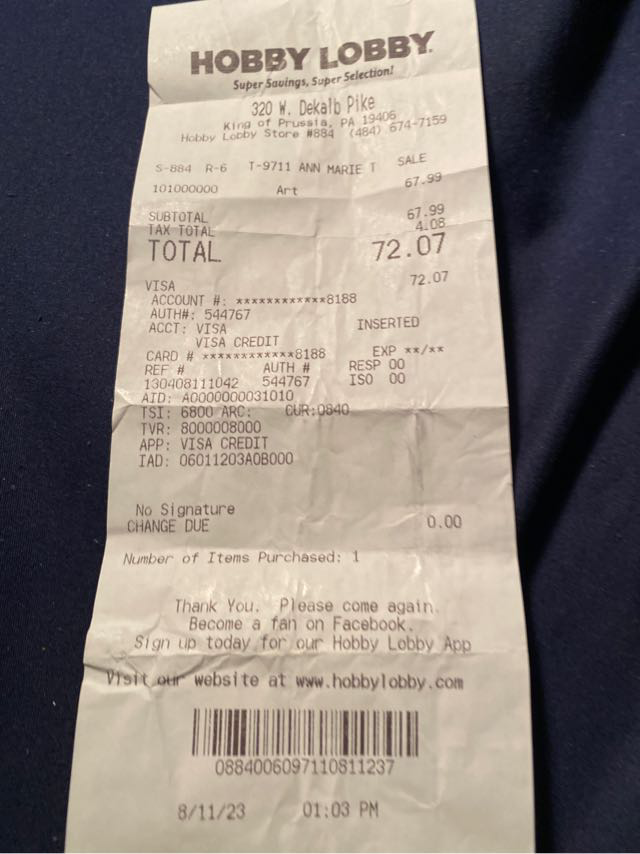 HOBBY LOBBY.
Super Savings, Super Selection!
320 W. Dekalb Pike
King of Prussia, PA 19406
Hobby Lobby Store #884 (484) 674-7159
S-884 R-6 T-9711 ANN MARIE T SALE
101000000 Art 67.99
SUBTOTAL 67.99
TAX TOTAL 4.08
TOTAL 72.07
VISA 72.07
ACCOUNT #: ************8188
AUTH#: 544767
ACCT: VISA INSERTED
VISA CREDIT
CARD # ************8188 EXP **/**
REF # AUTH # RESP 00
130408111042 544767 ISO 00
AID: A0000000031010
TSI: 6800 ARC: CUR:0840
TVR: 8000008000
APP: VISA CREDIT
IAD: 06011203A0B000
No Signature
CHANGE DUE 0.00
Number of Items Purchased: 1
Thank You. Please come again.
Become a fan on Facebook.
Sign up today for our Hobby Lobby App
Visit our website at www.hobbylobby.com
0884006097110811237
8/11/23 01:03 PM